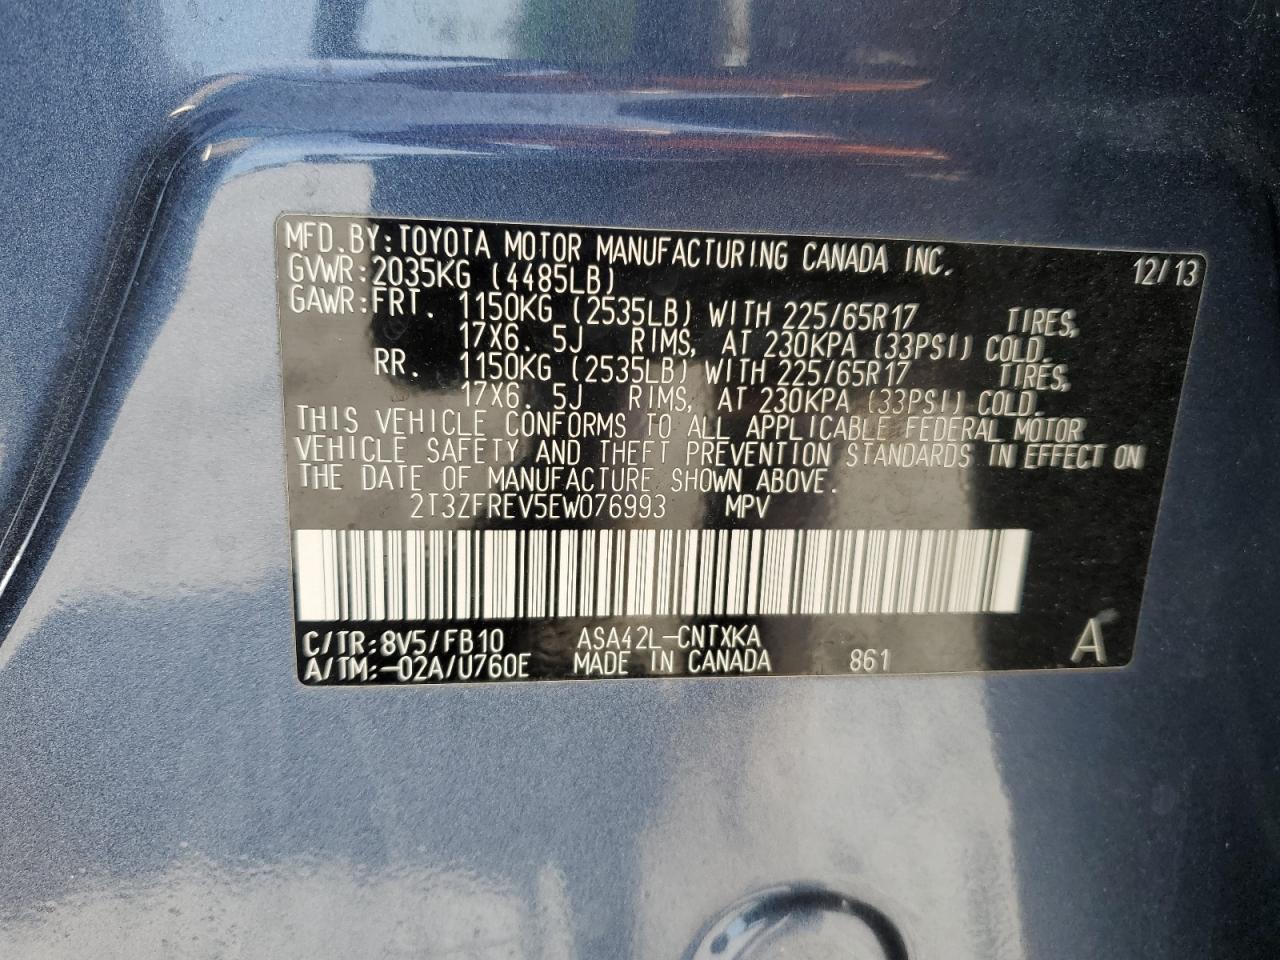 MFD.BY:TOYOTA MOTOR MANUFACTURING CANADA INC. 12/13
GVWR:2035KG (4485LB)
GAWR:FRT. 1150KG (2535LB) WITH 225/65R17 TIRES,
17X6.5J RIMS, AT 230KPA (33PSI) COLD.
RR. 1150KG (2535LB) WITH 225/65R17 TIRES,
17X6.5J RIMS, AT 230KPA (33PSI) COLD.
THIS VEHICLE CONFORMS TO ALL APPLICABLE FEDERAL MOTOR
VEHICLE SAFETY AND THEFT PREVENTION STANDARDS IN EFFECT ON
THE DATE OF MANUFACTURE SHOWN ABOVE.
2T3ZFREV5EW076993 MPV
C/TR:8V5/FB10 ASA42L-CNTXKA
A/TM:-02A/U760E MADE IN CANADA 861 A